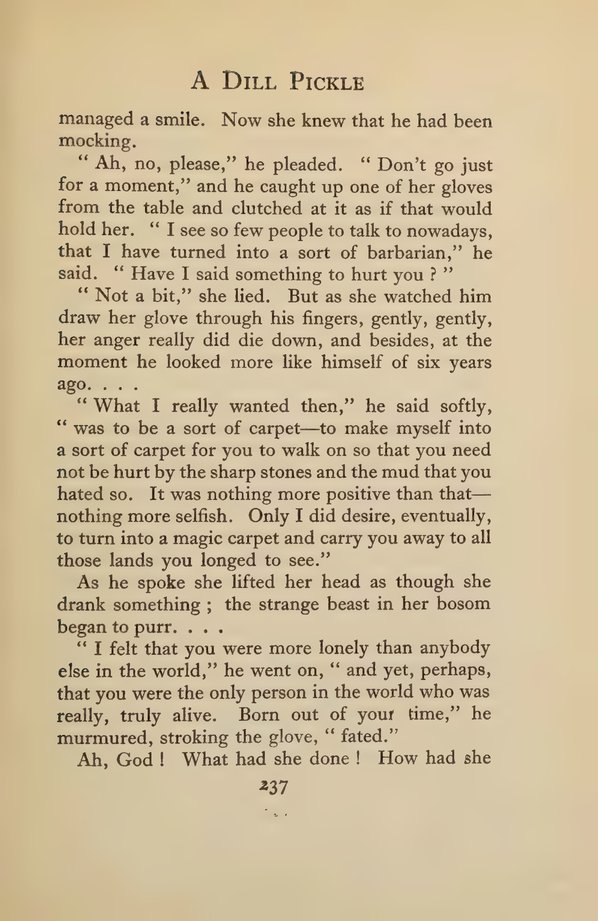 A Dill Pickle
managed a smile. Now she knew that he had been
mocking.
“ Ah, no, please,” he pleaded. “ Don’t go just
for a moment,” and he caught up one of her gloves
from the table and clutched at it as if that would
hold her. “ I see so few people to talk to nowadays,
that I have turned into a sort of barbarian,” he
said. “ Have I said something to hurt you ? ”
“ Not a bit,” she lied. But as she watched him
draw her glove through his fingers, gently, gently,
her anger really did die down, and besides, at the
moment he looked more like himself of six years
ago. . . .
“ What I really wanted then,” he said softly,
“ was to be a sort of carpet—to make myself into
a sort of carpet for you to walk on so that you need
not be hurt by the sharp stones and the mud that you
hated so. It was nothing more positive than that—
nothing more selfish. Only I did desire, eventually,
to turn into a magic carpet and carry you away to all
those lands you longed to see.”
As he spoke she lifted her head as though she
drank something ; the strange beast in her bosom
began to purr. . . .
“ I felt that you were more lonely than anybody
else in the world,” he went on, “ and yet, perhaps,
that you were the only person in the world who was
really, truly alive. Born out of your time,” he
murmured, stroking the glove, “ fated.”
Ah, God ! What had she done ! How had she
237